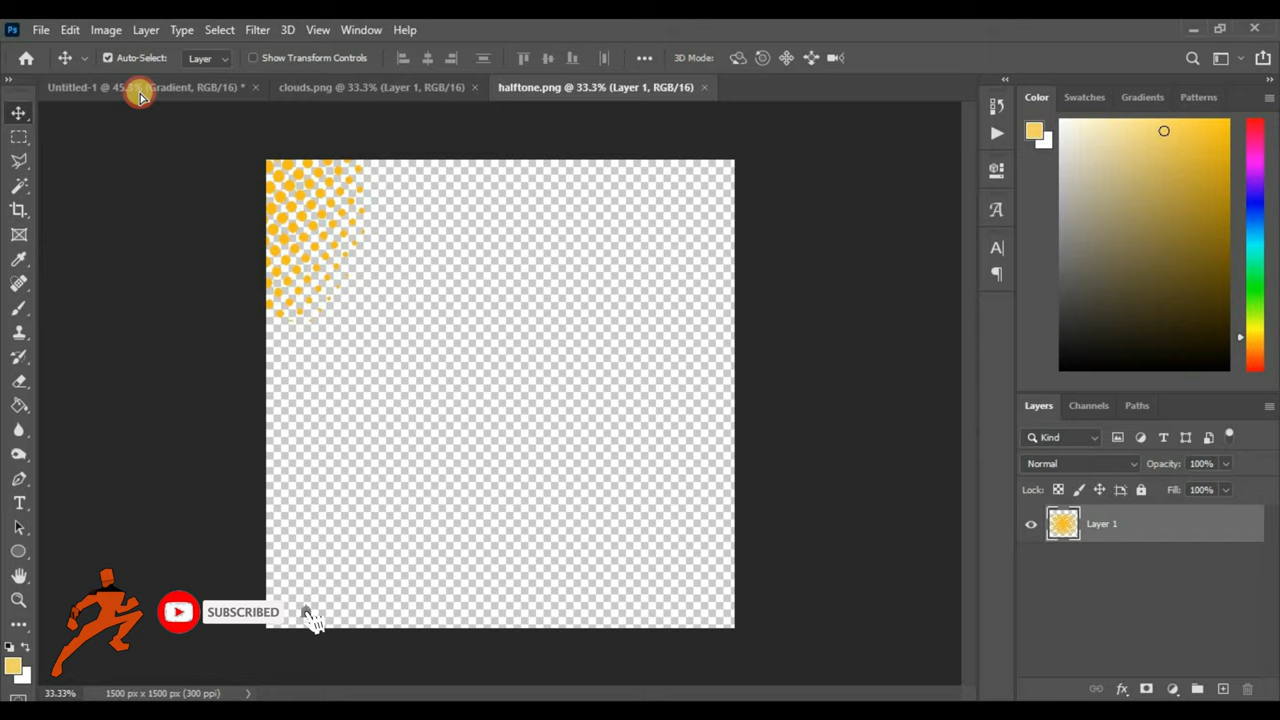 Ps File Edit Image Layer Type Select Filter 3D View Window Help
Auto-Select: Layer Show Transform Controls 3D Mode:
Untitled-1 @ 45.3% (Gradient, RGB/16) * clouds.png @ 33.3% (Layer 1, RGB/16) halftone.png @ 33.3% (Layer 1, RGB/16)
Color Swatches Gradients Patterns
Layers Channels Paths
Kind
Normal Opacity: 100%
Lock: Fill: 100%
Layer 1
SUBSCRIBED
33.33% 1500 px x 1500 px (300 ppi)